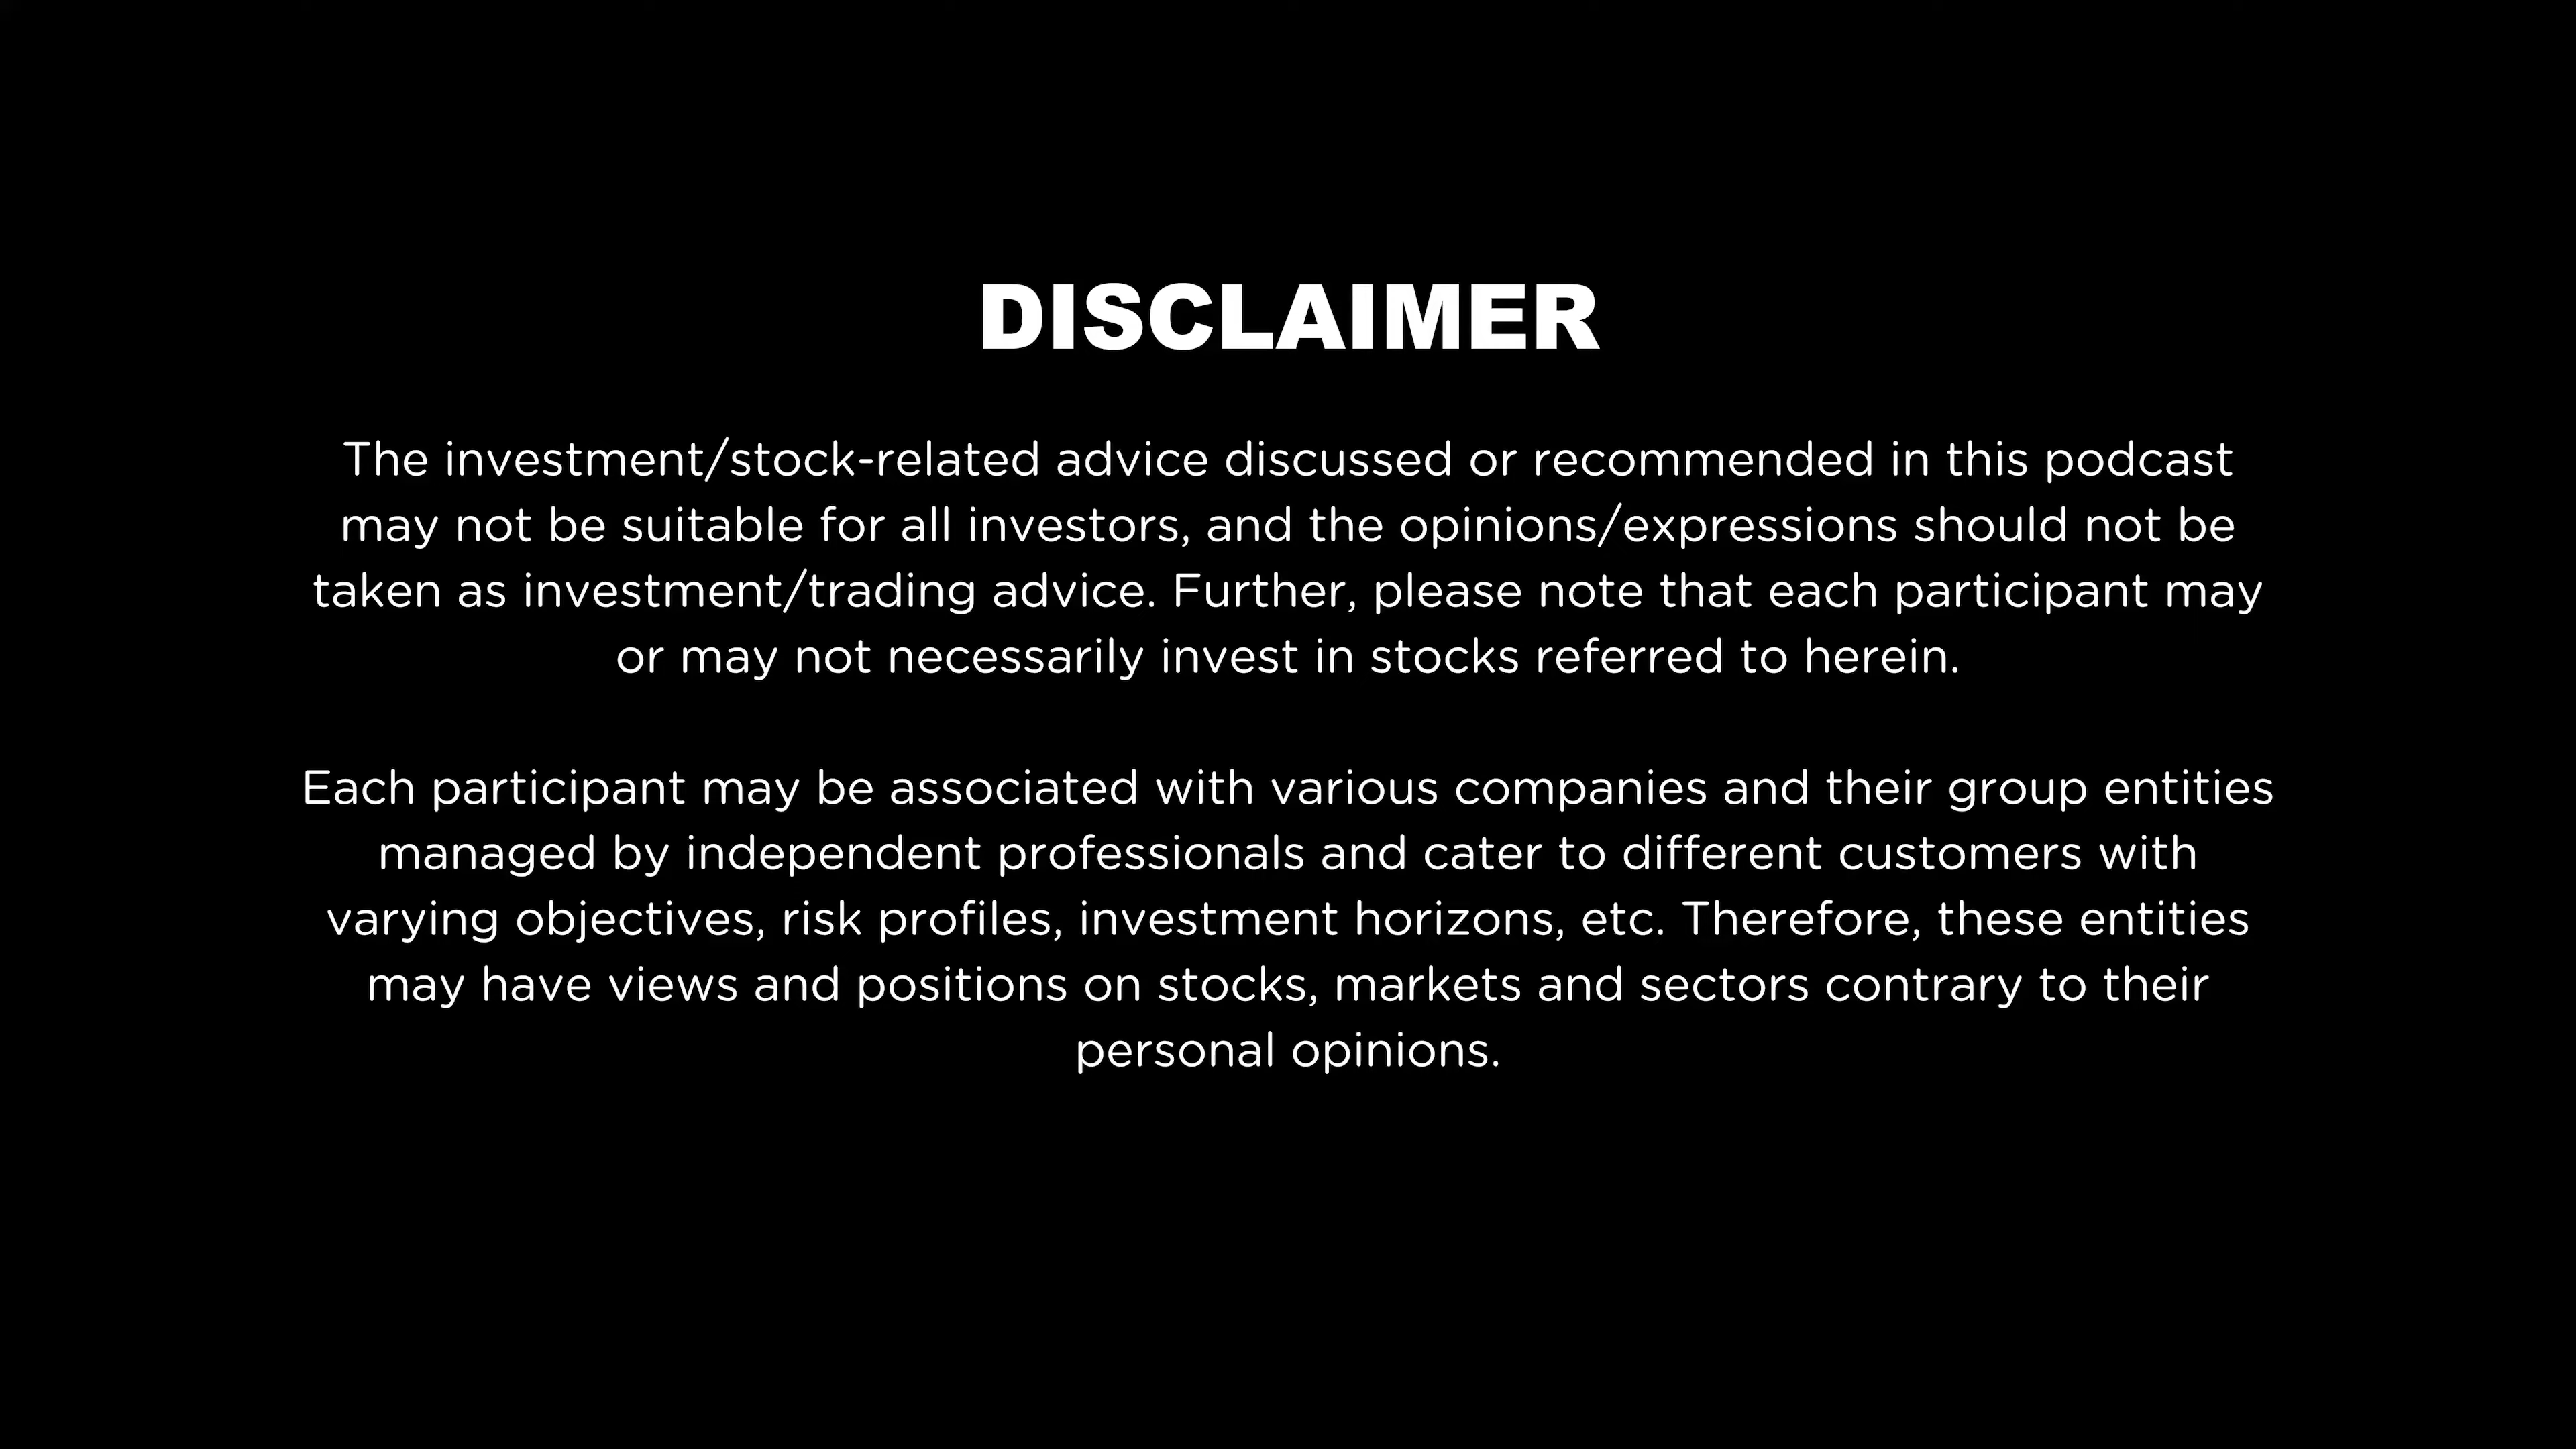 DISCLAIMER
The investment/stock-related advice discussed or recommended in this podcast
may not be suitable for all investors, and the opinions/expressions should not be
taken as investment/trading advice. Further, please note that each participant may
or may not necessarily invest in stocks referred to herein.
Each participant may be associated with various companies and their group entities
managed by independent professionals and cater to different customers with
varying objectives, risk profiles, investment horizons, etc. Therefore, these entities
may have views and positions on stocks, markets and sectors contrary to their
personal opinions.